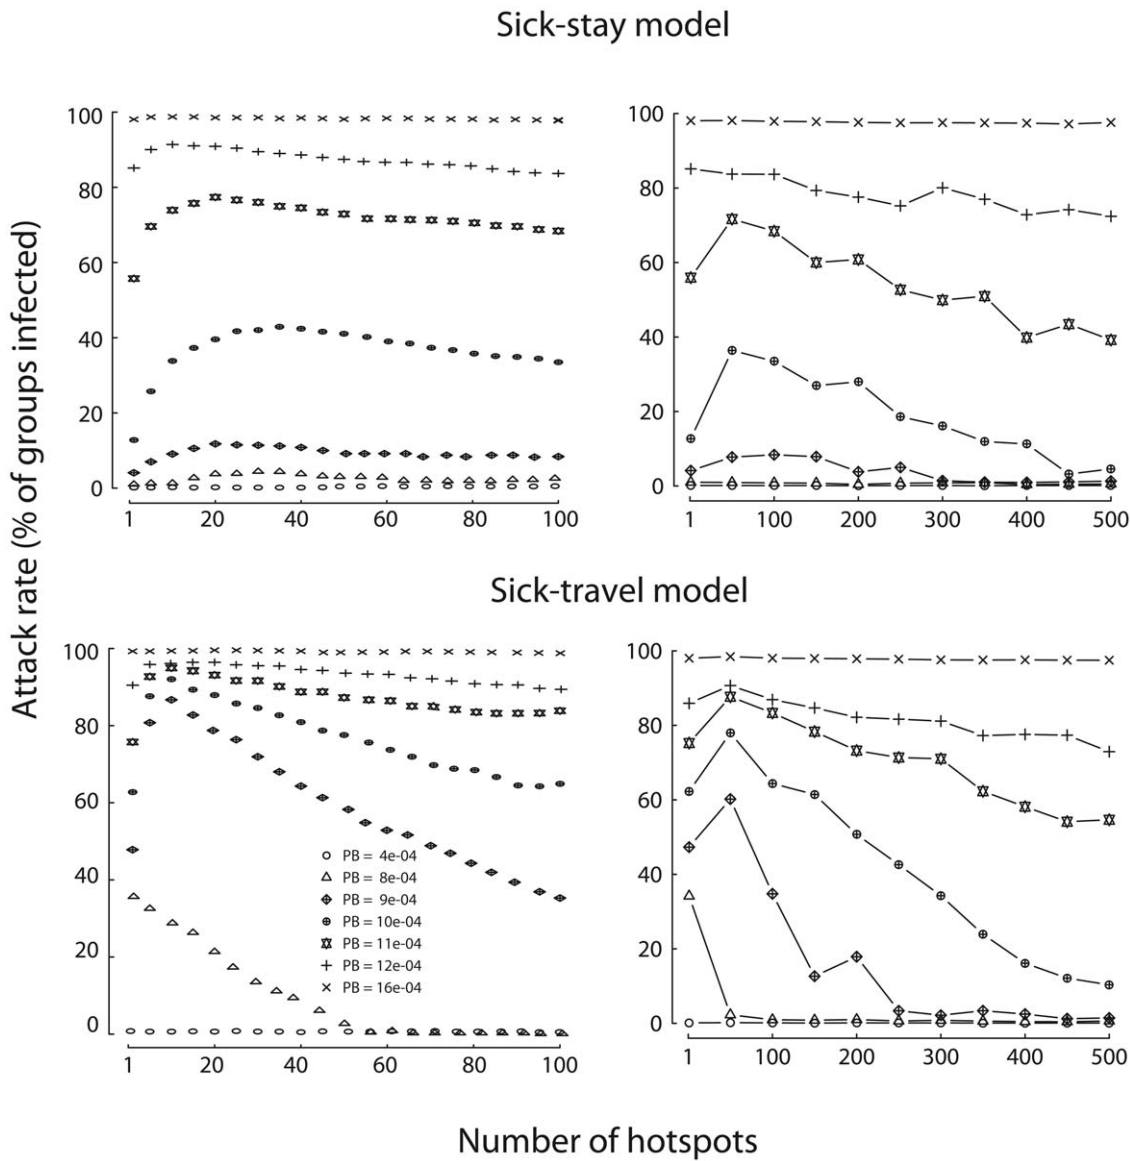 Sick-stay model
Attack rate (% of groups infected)
100
80
60
40
20
0
1 20 40 60 80 100
100
80
60
40
20
0
1 100 200 300 400 500
Sick-travel model
100
80
60
40
20
0
1 20 40 60 80 100
PB = 4e-04
PB = 8e-04
PB = 9e-04
PB = 10e-04
PB = 11e-04
PB = 12e-04
PB = 16e-04
100
80
60
40
20
0
1 100 200 300 400 500
Number of hotspots